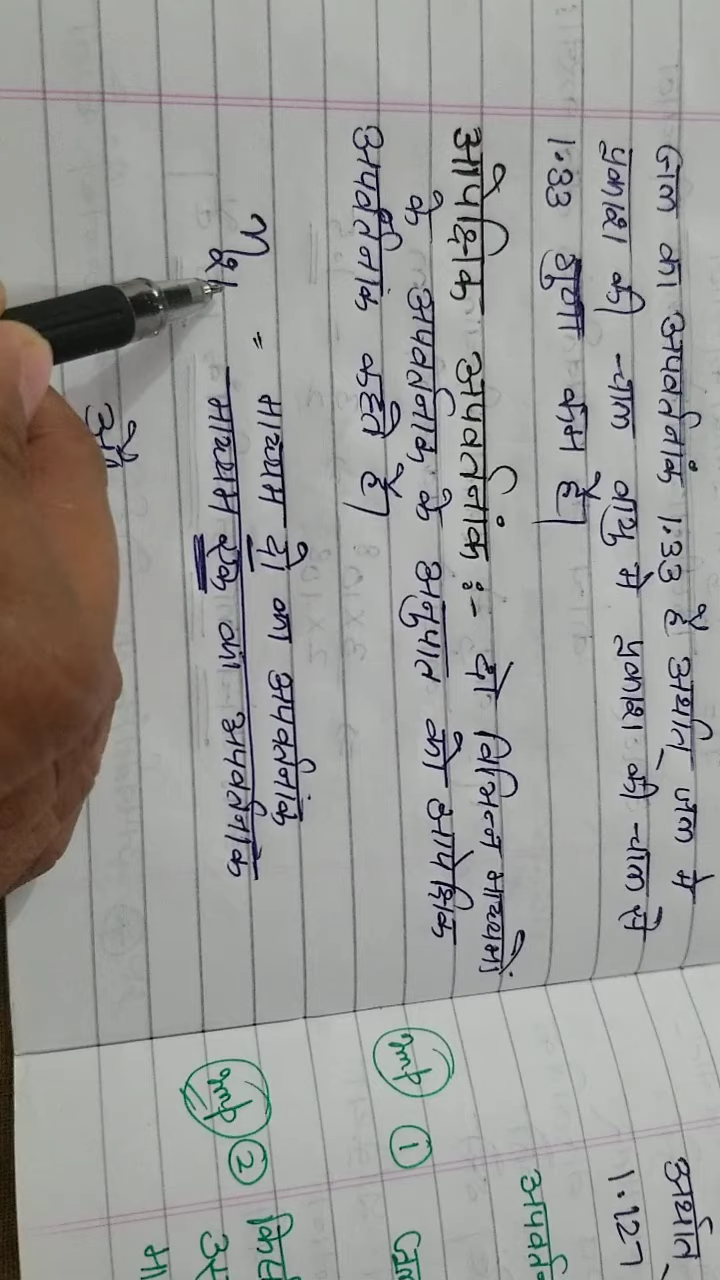 जल का अपवर्तनांक 1.33 है अर्थात् जल मे
प्रकाश की चाल वायु मे प्रकाश की चाल से
1.33 गुणा कम है।
आपेक्षिक अपवर्तनांक :- दो विभिन्न माध्यमों
के अपवर्तनांक के अनुपात को आपेक्षिक
अपवर्तनांक कहते है।
n21 = माध्यम दो का अपवर्तनांक
माध्यम एक का अपवर्तनांक
अर्थात्
1.127
अपवर्त
Imp ①
Imp ②